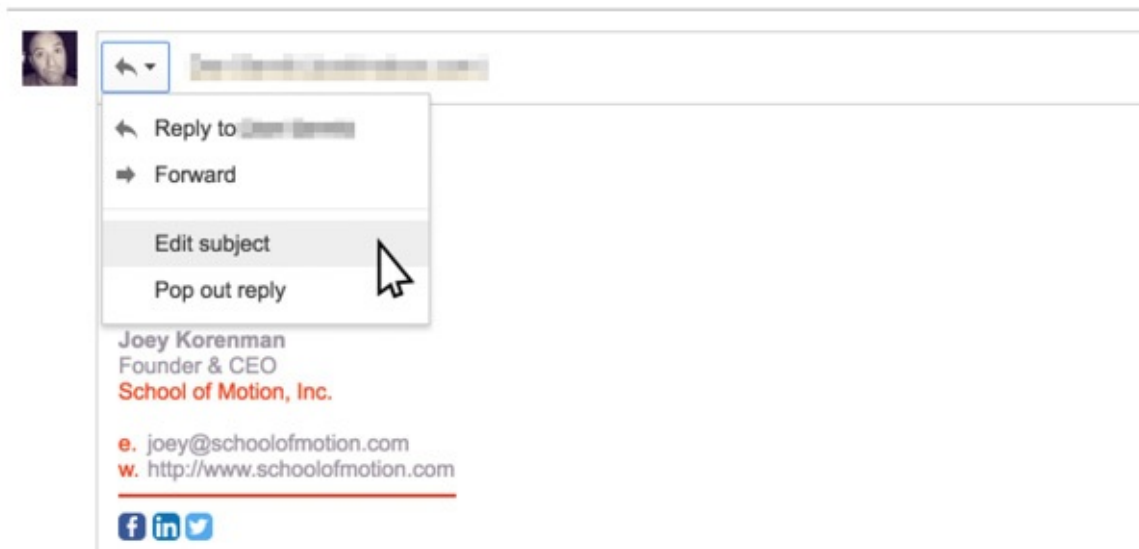 Reply to
Forward
Edit subject
Pop out reply
Joey Korenman
Founder & CEO
School of Motion, Inc.
e. joey@schoolofmotion.com
w. http://www.schoolofmotion.com
f in